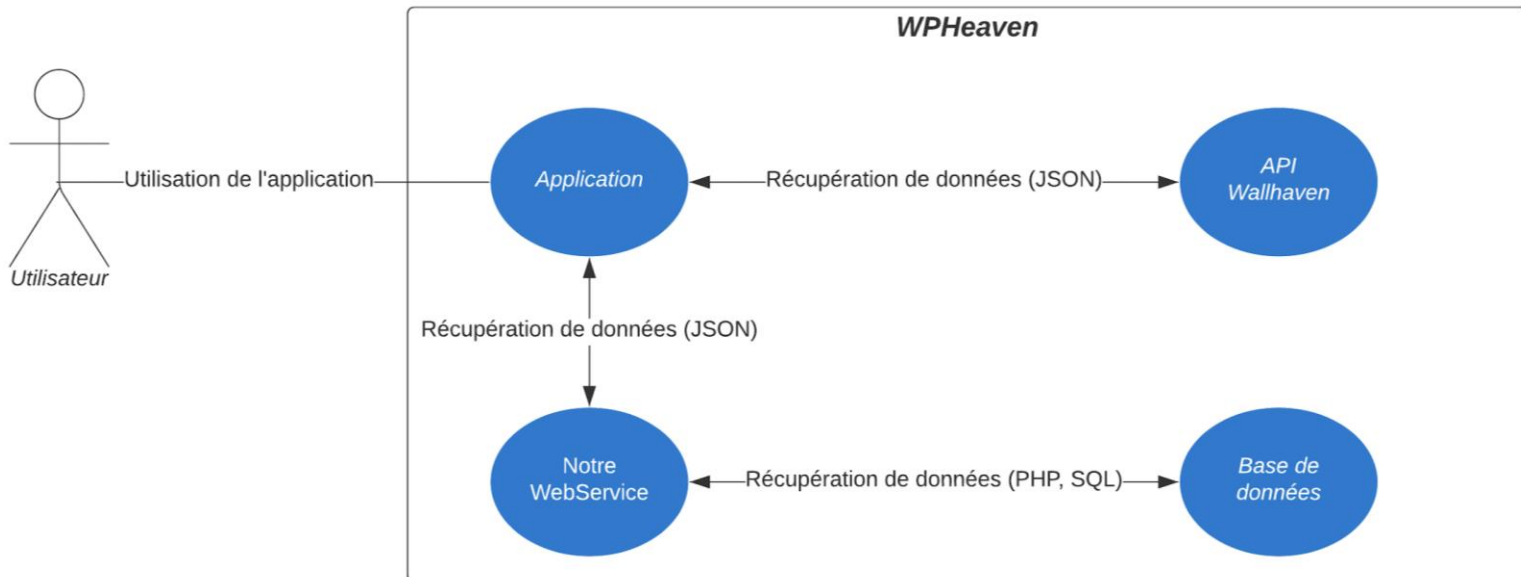 WPHeaven
Utilisation de l'application
Application
Récupération de données (JSON)
API
Wallhaven
Utilisateur
Récupération de données (JSON)
Notre
WebService
Récupération de données (PHP, SQL)
Base de
données